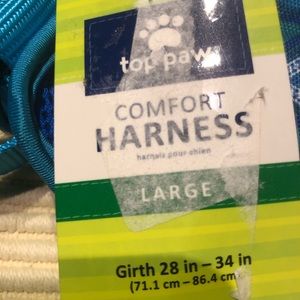 top paw
COMFORT
HARNESS
harnais pour chien
LARGE
Girth 28 in – 34 in
(71.1 cm – 86.4 cm